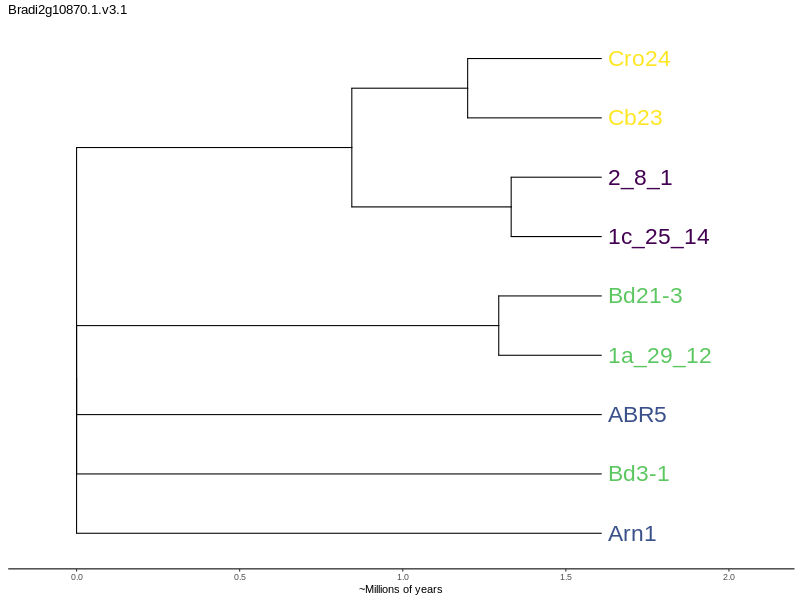 Bradi2g10870.1.v3.1
Cro24
Cb23
2_8_1
1c_25_14
Bd21-3
1a_29_12
ABR5
Bd3-1
Arn1
0.0 0.5 1.0 1.5 2.0
~Millions of years